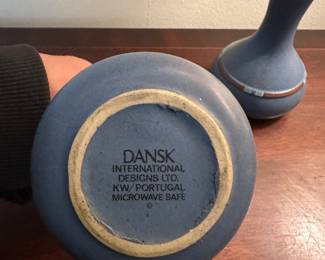 DANSK
INTERNATIONAL
DESIGNS LTD.
KW/PORTUGAL
MICROWAVE SAFE
©